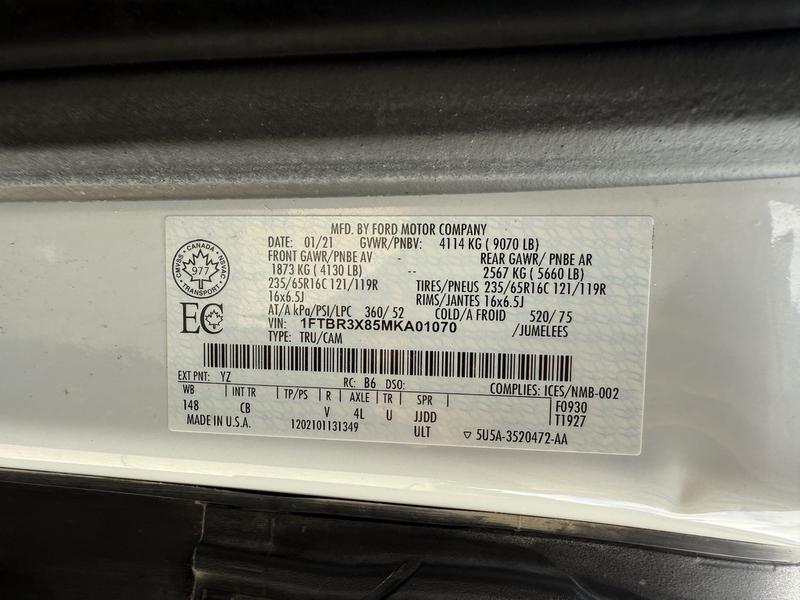 MFD. BY FORD MOTOR COMPANY
DATE: 01/21 GVWR/PNBV: 4114 KG ( 9070 LB)
FRONT GAWR/PNBE AV REAR GAWR/ PNBE AR
1873 KG ( 4130 LB) -- 2567 KG ( 5660 LB)
235/65R16C 121/119R TIRES/PNEUS 235/65R16C 121/119R
16x6.5J RIMS/JANTES 16x6.5J
AT/A kPa/PSI/LPC 360/ 52 COLD/A FROID 520/ 75
VIN: 1FTBR3X85MKA01070 /JUMELEES
TYPE: TRU/CAM
CANADA
CMVSS NSVAC
977
TRANSPORT
EC
EXT PNT: YZ RC: B6 DSO: COMPLIES: ICES/NMB-002
WB INT TR TP/PS R AXLE TR SPR F0930
148 CB V 4L U JJDD T1927
MADE IN U.S.A. 1202101131349 ULT ▽ 5U5A-3520472-AA